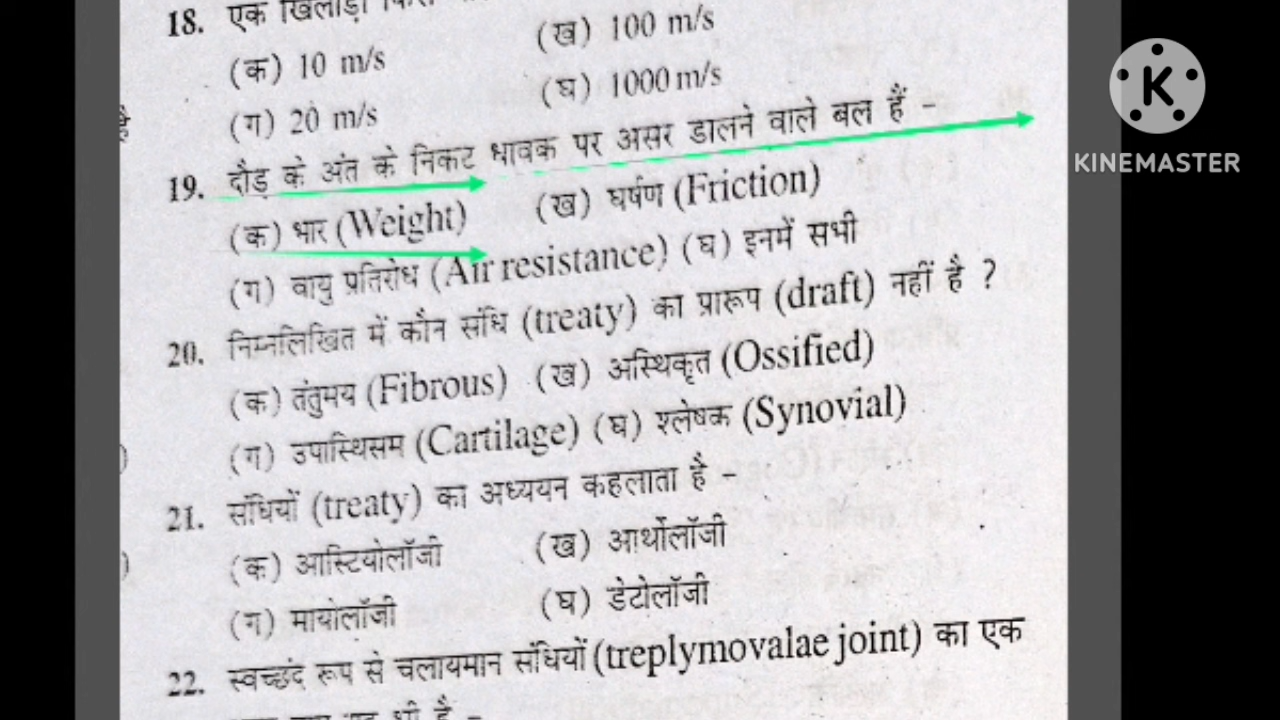 18. एक खिलाड़ी
(क) 10 m/s (ख) 100 m/s
(ग) 20 m/s (घ) 1000 m/s
है
19. दौड़ के अंत के निकट धावक पर असर डालने वाले बल हैं -
(क) भार (Weight) (ख) घर्षण (Friction)
(ग) वायु प्रतिरोध (Air resistance) (घ) इनमें सभी
20. निम्नलिखित में कौन संधि (treaty) का प्रारूप (draft) नहीं है ?
(क) तंतुमय (Fibrous) (ख) अस्थिकृत (Ossified)
(ग) उपास्थिसम (Cartilage) (घ) श्लेषक (Synovial)
21. संधियों (treaty) का अध्ययन कहलाता है -
(क) आस्टियोलॉजी (ख) आर्थोलॉजी
(ग) मायोलॉजी (घ) डेटोलॉजी
22. स्वच्छंद रूप से चलायमान संधियों (treplymovalae joint) का एक
K
KINEMASTER